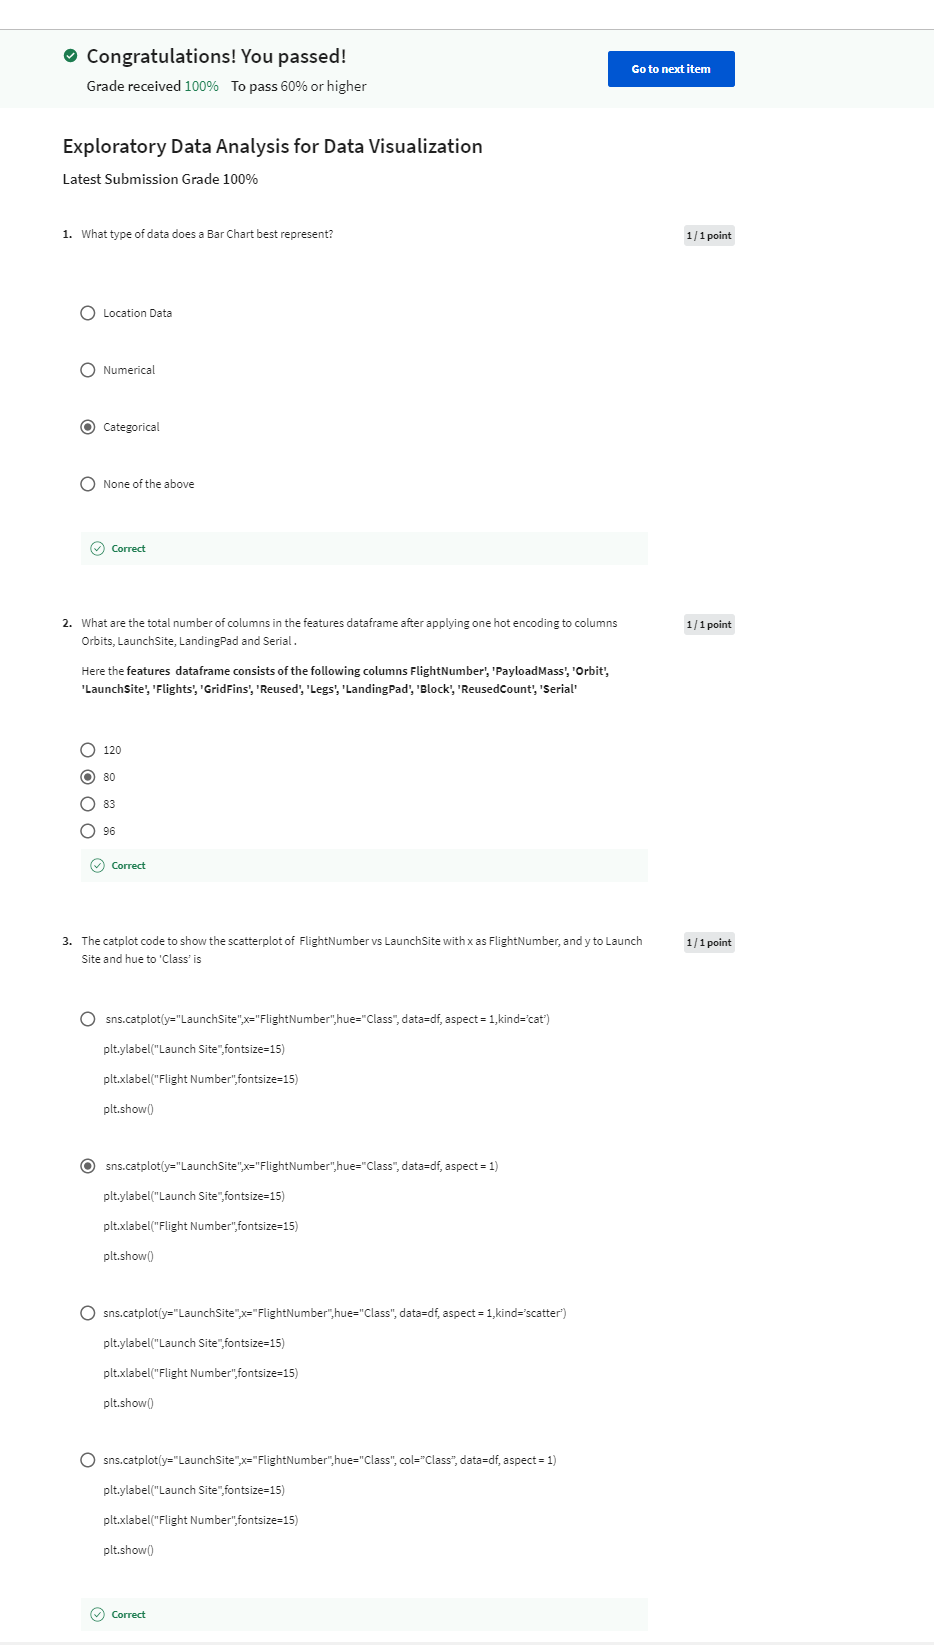 Congratulations! You passed!
Grade received 100% To pass 60% or higher
Go to next item
Exploratory Data Analysis for Data Visualization
Latest Submission Grade 100%
1. What type of data does a Bar Chart best represent?
1 / 1 point
Location Data
Numerical
Categorical
None of the above
Correct
2. What are the total number of columns in the features dataframe after applying one hot encoding to columns
Orbits, LaunchSite, LandingPad and Serial .
1 / 1 point
Here the features dataframe consists of the following columns FlightNumber', 'PayloadMass', 'Orbit',
'LaunchSite', 'Flights', 'GridFins', 'Reused', 'Legs', 'LandingPad', 'Block', 'ReusedCount', 'Serial'
120
80
83
96
Correct
3. The catplot code to show the scatterplot of FlightNumber vs LaunchSite with x as FlightNumber, and y to Launch
Site and hue to 'Class' is
1 / 1 point
sns.catplot(y="LaunchSite",x="FlightNumber",hue="Class", data=df, aspect = 1,kind='cat')
plt.ylabel("Launch Site",fontsize=15)
plt.xlabel("Flight Number",fontsize=15)
plt.show()
sns.catplot(y="LaunchSite",x="FlightNumber",hue="Class", data=df, aspect = 1)
plt.ylabel("Launch Site",fontsize=15)
plt.xlabel("Flight Number",fontsize=15)
plt.show()
sns.catplot(y="LaunchSite",x="FlightNumber",hue="Class", data=df, aspect = 1,kind='scatter')
plt.ylabel("Launch Site",fontsize=15)
plt.xlabel("Flight Number",fontsize=15)
plt.show()
sns.catplot(y="LaunchSite",x="FlightNumber",hue="Class", col="Class", data=df, aspect = 1)
plt.ylabel("Launch Site",fontsize=15)
plt.xlabel("Flight Number",fontsize=15)
plt.show()
Correct